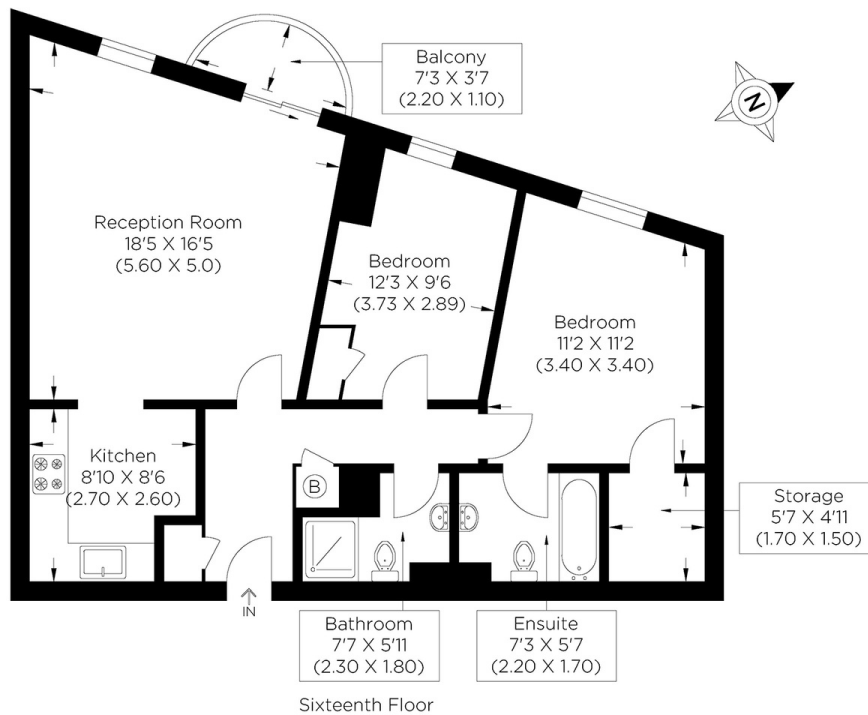 Balcony
7'3 X 3'7
(2.20 X 1.10)
N
Reception Room
18'5 X 16'5
(5.60 X 5.0)
Bedroom
12'3 X 9'6
(3.73 X 2.89)
Bedroom
11'2 X 11'2
(3.40 X 3.40)
Kitchen
8'10 X 8'6
(2.70 X 2.60)
B
Storage
5'7 X 4'11
(1.70 X 1.50)
IN
Bathroom
7'7 X 5'11
(2.30 X 1.80)
Ensuite
7'3 X 5'7
(2.20 X 1.70)
Sixteenth Floor